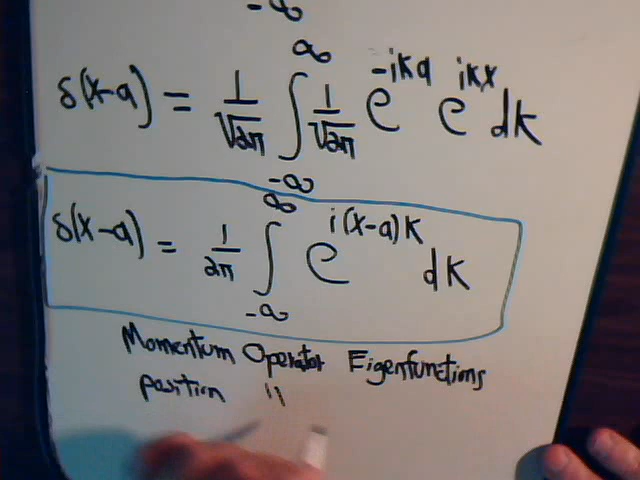 -∞
δ(x-a) = 1/√2π ∫_{-∞}^{∞} 1/√2π e^{-ika} e^{ikx} dk
δ(x-a) = 1/2π ∫_{-∞}^{∞} e^{i(x-a)k} dk
Momentum Operator Eigenfunctions
position "